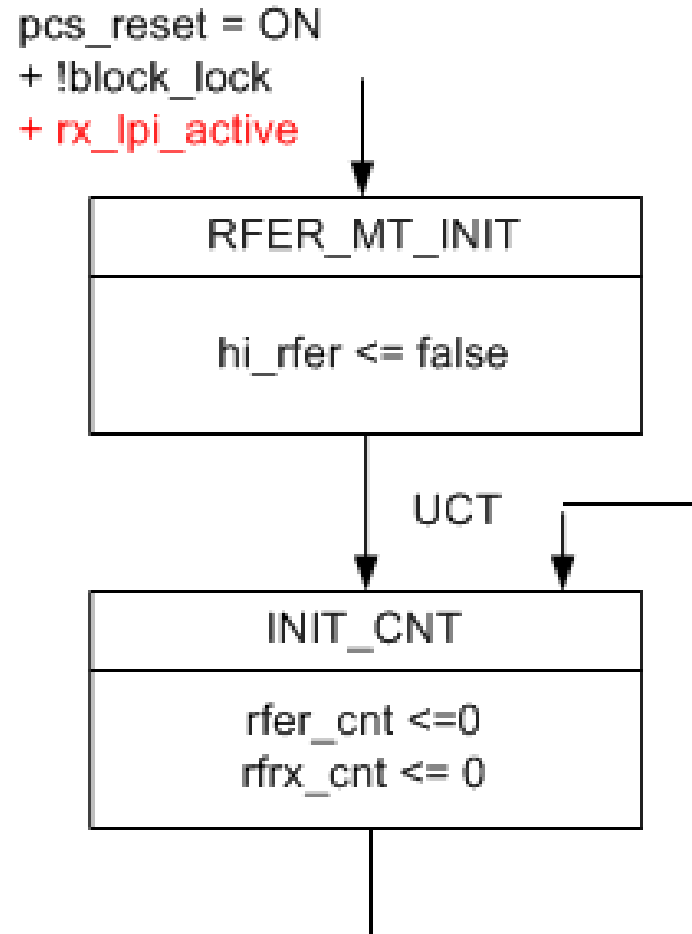 pcs_reset = ON
+ !block_lock
+ rx_lpi_active
RFER_MT_INIT
hi_rfer <= false
UCT
INIT_CNT
rfer_cnt <=0
rfrx_cnt <= 0